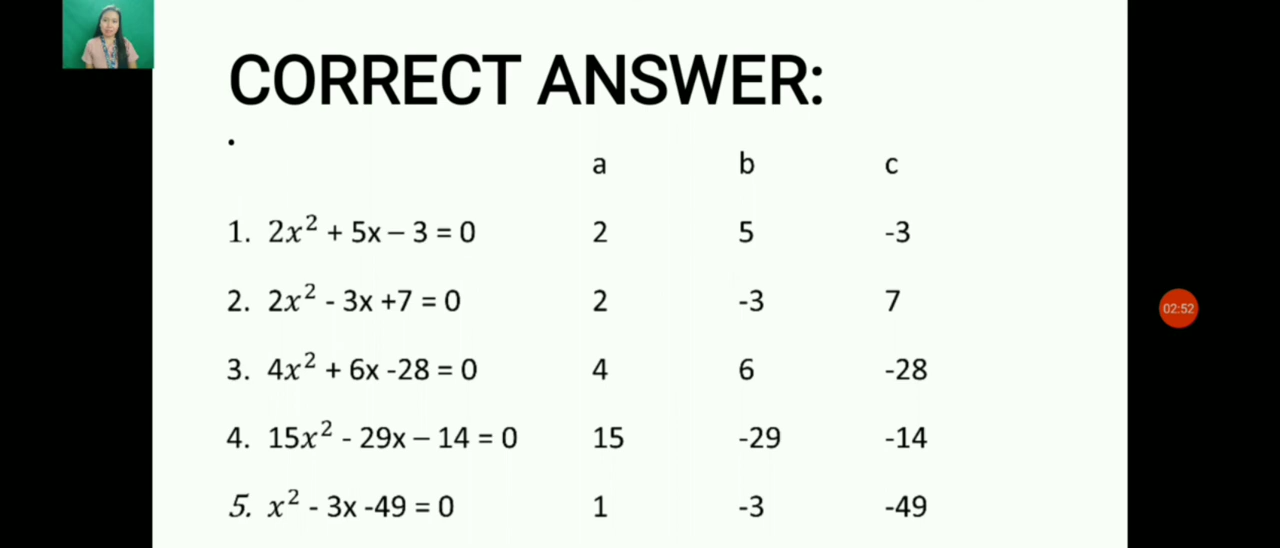 CORRECT ANSWER:
•
a b c
1. 2x² + 5x – 3 = 0 2 5 -3
2. 2x² - 3x +7 = 0 2 -3 7
02:52
3. 4x² + 6x -28 = 0 4 6 -28
4. 15x² - 29x – 14 = 0 15 -29 -14
5. x² - 3x -49 = 0 1 -3 -49